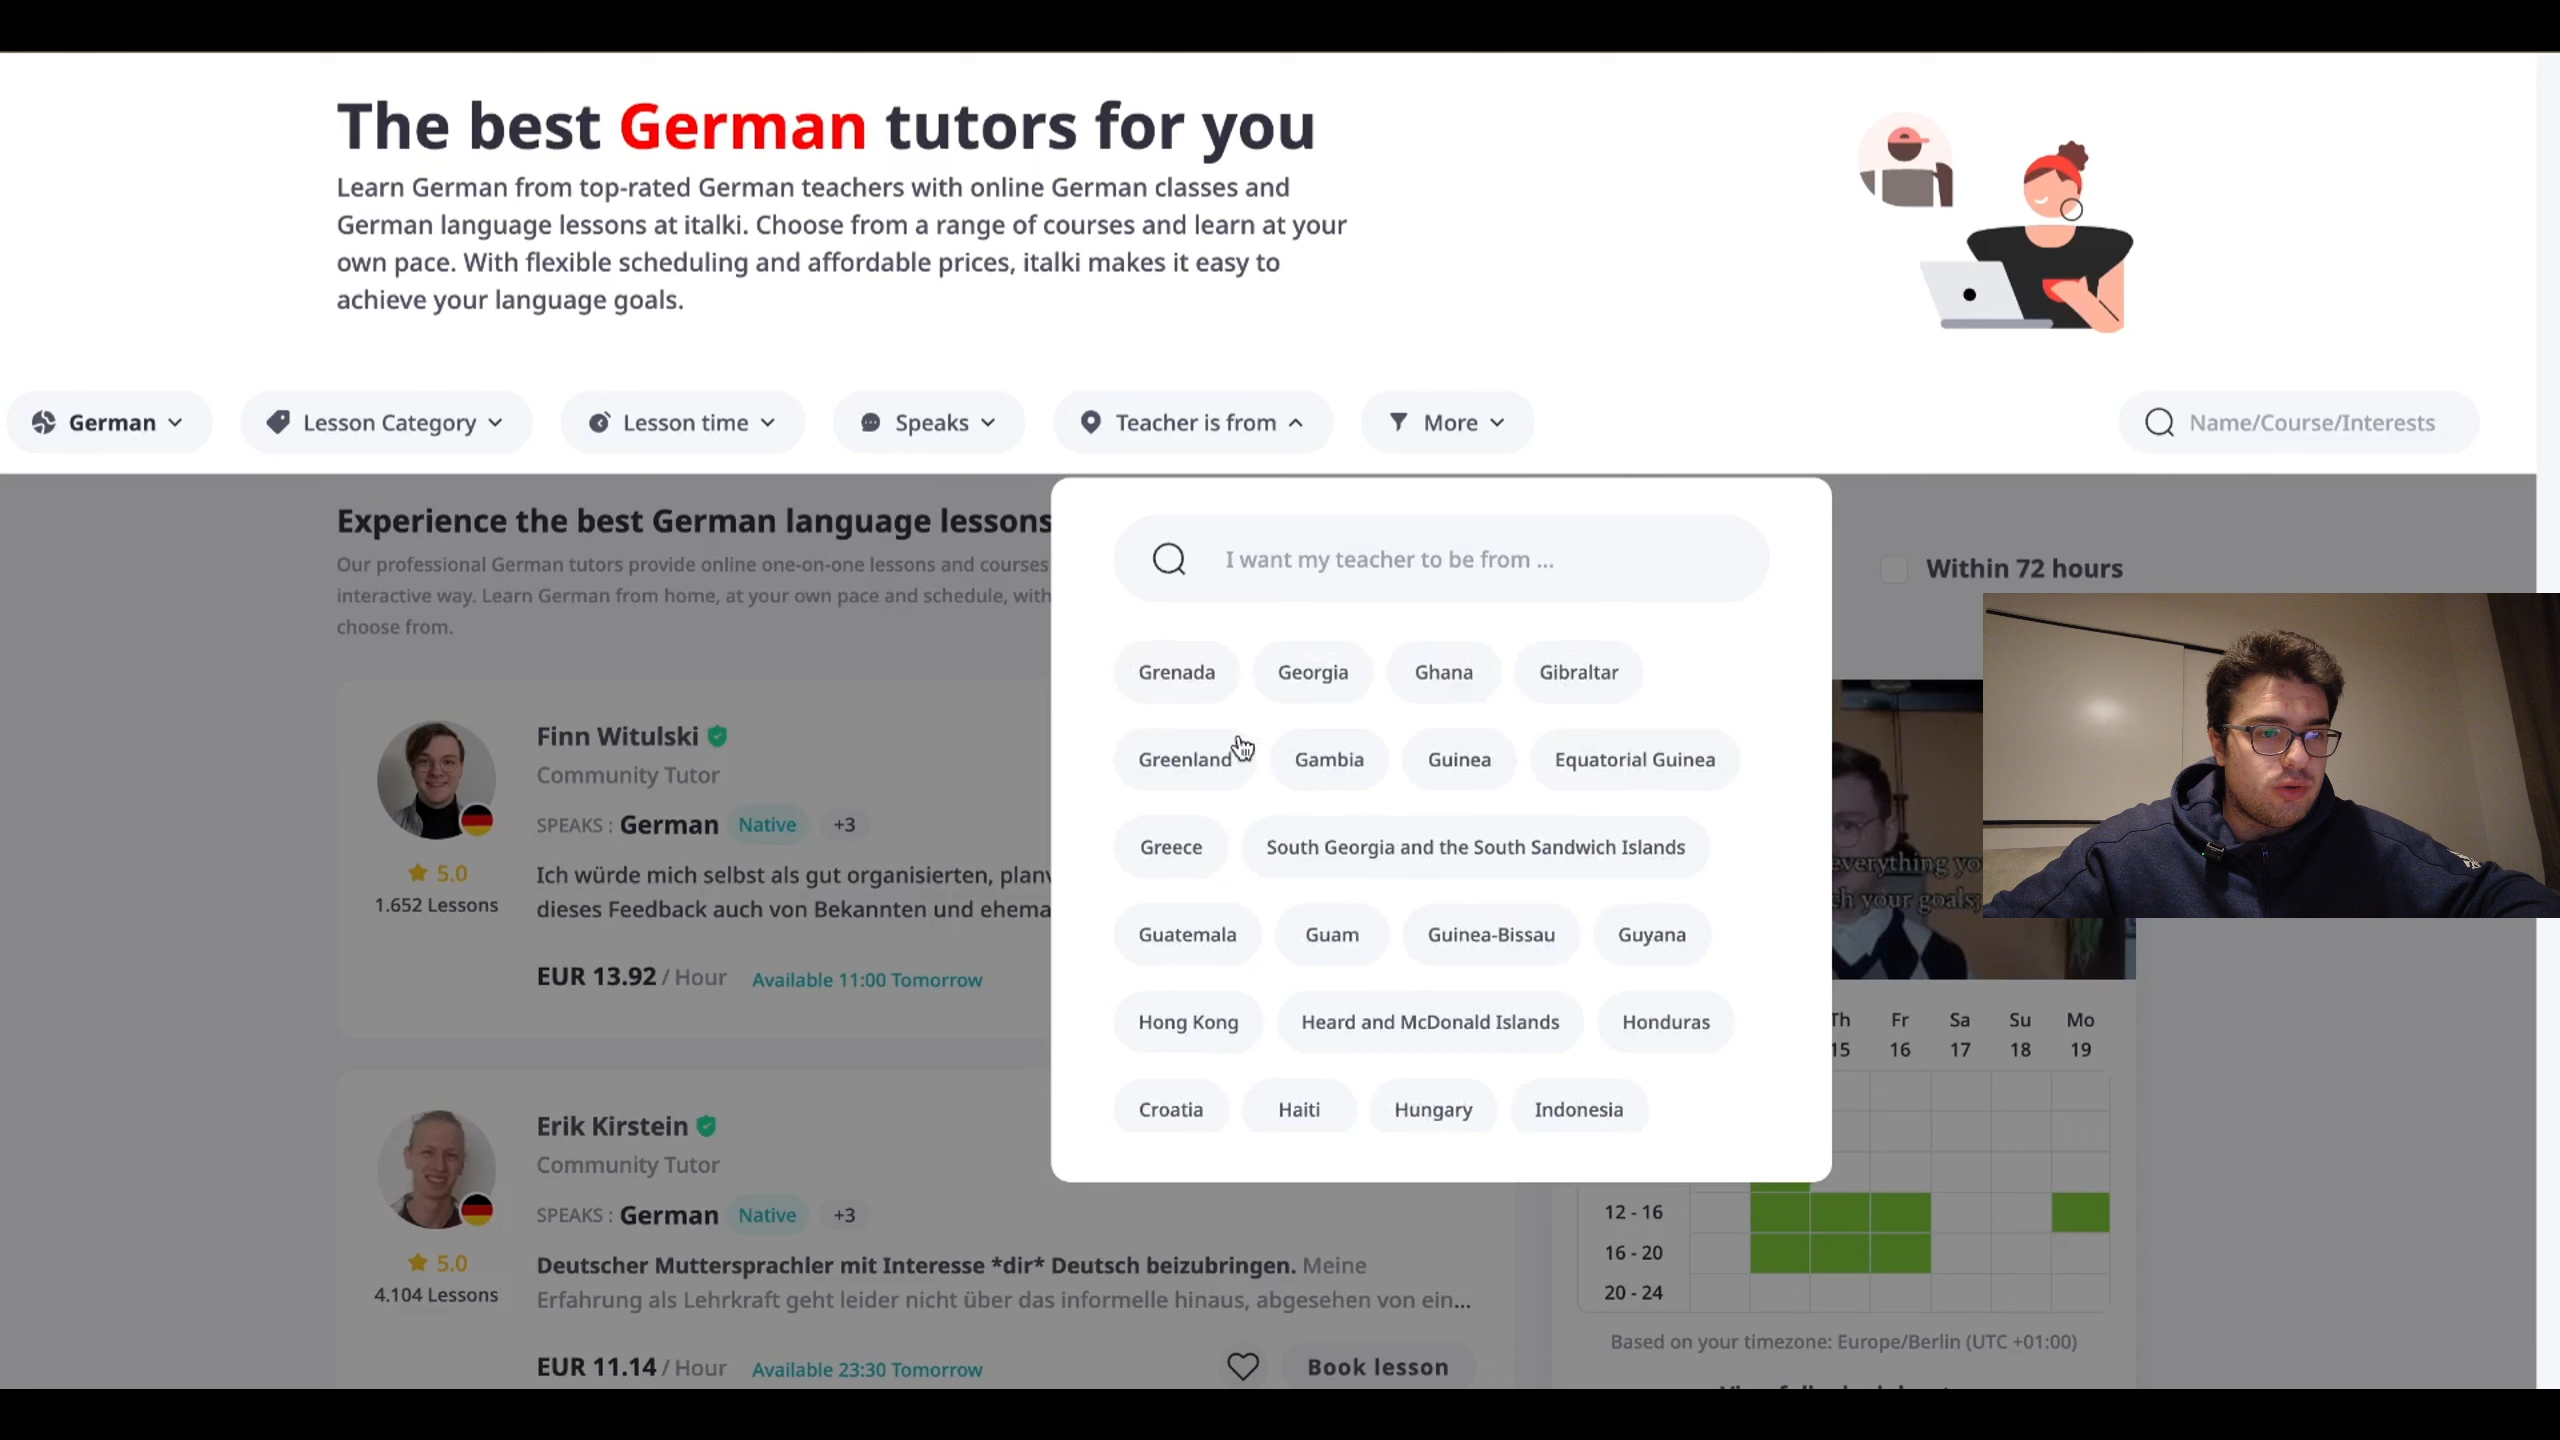 The best German tutors for you
Learn German from top-rated German teachers with online German classes and
German language lessons at italki. Choose from a range of courses and learn at your
own pace. With flexible scheduling and affordable prices, italki makes it easy to
achieve your language goals.
German
Lesson Category
Lesson time
Speaks
Teacher is from
More
Name/Course/Interests
Experience the best German language lessons
Our professional German tutors provide online one-on-one lessons and courses
interactive way. Learn German from home, at your own pace and schedule, with
choose from.
Within 72 hours
I want my teacher to be from ...
Grenada Georgia Ghana Gibraltar
Greenland Gambia Guinea Equatorial Guinea
Greece South Georgia and the South Sandwich Islands
Guatemala Guam Guinea-Bissau Guyana
Hong Kong Heard and McDonald Islands Honduras
Croatia Haiti Hungary Indonesia
Finn Witulski
Community Tutor
SPEAKS : German Native +3
5.0
1.652 Lessons
Ich würde mich selbst als gut organisierten,
dieses Feedback auch von Bekannten und
EUR 13.92 / Hour Available 11:00 Tomorrow
everything
your goals
Th Fr Sa Su Mo
15 16 17 18 19
12 - 16
16 - 20
20 - 24
Based on your timezone: Europe/Berlin (UTC +01:00)
Erik Kirstein
Community Tutor
SPEAKS : German Native +3
5.0
4.104 Lessons
Deutscher Muttersprachler mit Interesse *dir* Deutsch beizubringen. Meine
Erfahrung als Lehrkraft geht leider nicht über das informelle hinaus, abgesehen von ein...
EUR 11.14 / Hour Available 23:30 Tomorrow
Book lesson